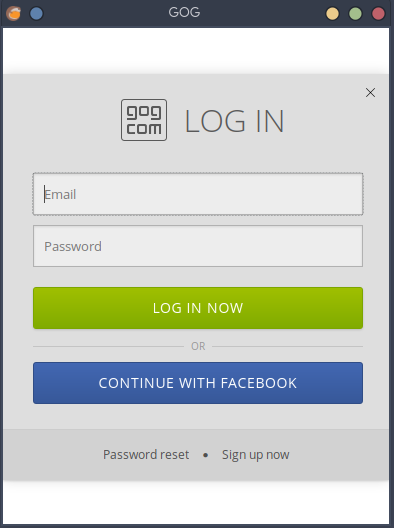 GOG
gog
com
LOG IN
Email
Password
LOG IN NOW
OR
CONTINUE WITH FACEBOOK
Password reset • Sign up now